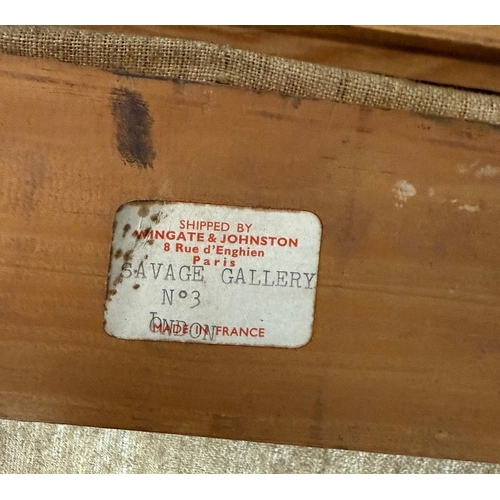 SHIPPED BY
WINGATE & JOHNSTON
8 Rue d'Enghien
Paris
SAVAGE GALLERY
N°3
LONDON
MADE IN FRANCE